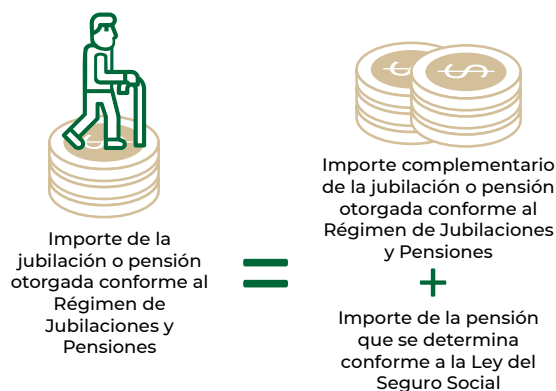 Importe de la
jubilación o pensión
otorgada conforme al
Régimen de
Jubilaciones y
Pensiones
=
Importe complementario
de la jubilación o pensión
otorgada conforme al
Régimen de Jubilaciones
y Pensiones
+
Importe de la pensión
que se determina
conforme a la Ley del
Seguro Social